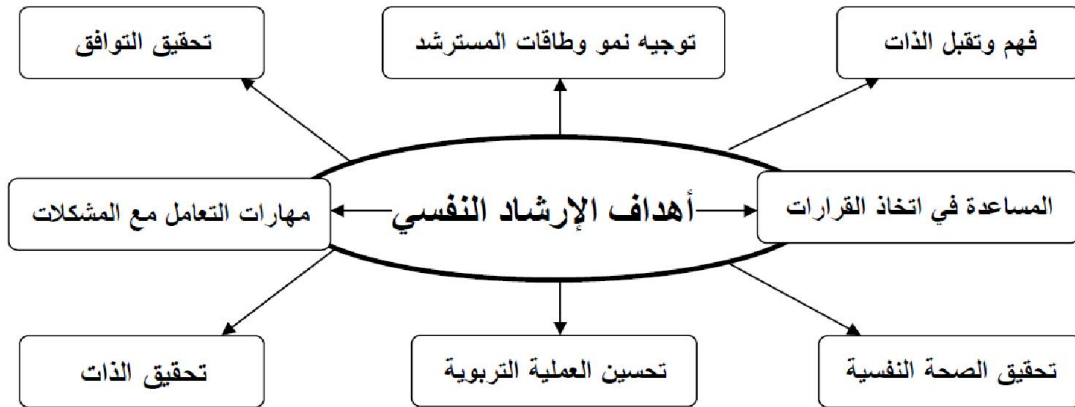 فهم وتقبل الذات
توجيه نمو وطاقات المسترشد
تحقيق التوافق
المساعدة في اتخاذ القرارات
أهداف الإرشاد النفسي
مهارات التعامل مع المشكلات
تحقيق الصحة النفسية
تحسين العملية التربوية
تحقيق الذات